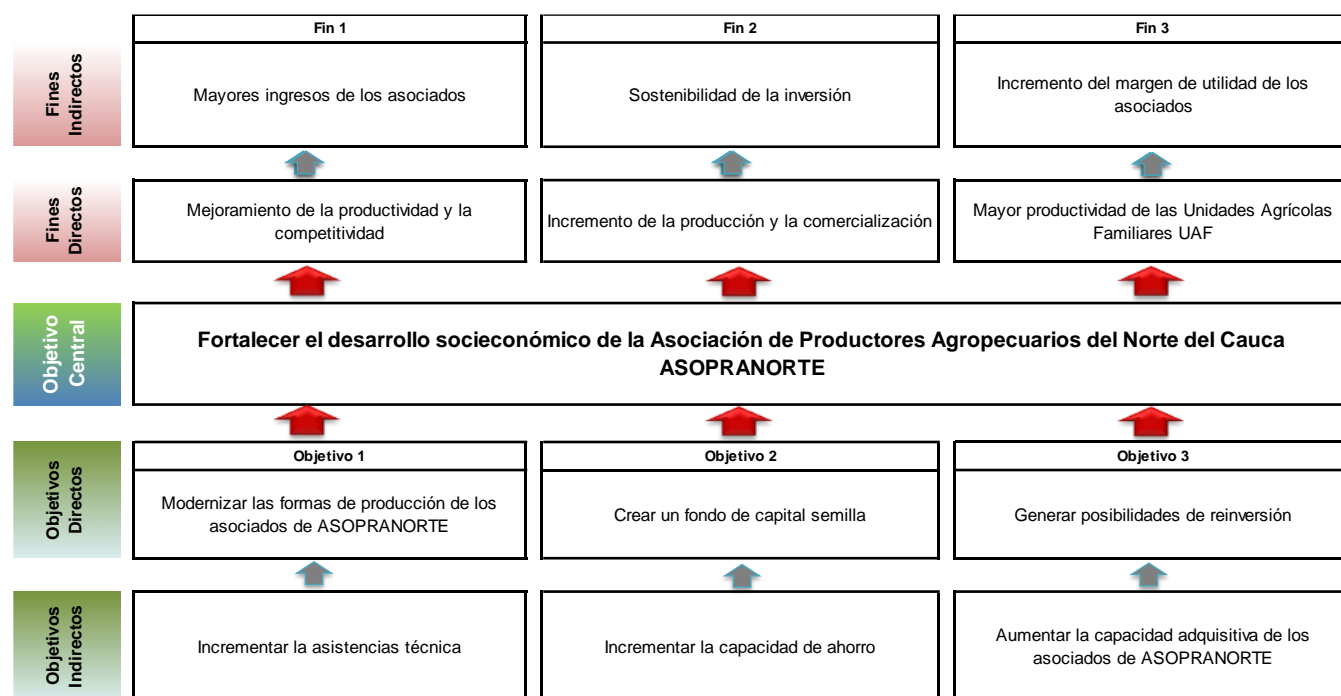 Fines
Indirectos
Fin 1
Mayores ingresos de los asociados
Fin 2
Sostenibilidad de la inversión
Fin 3
Incremento del margen de utilidad de los
asociados
Fines
Directos
Mejoramiento de la productividad y la
competitividad
Incremento de la producción y la comercialización
Mayor productividad de las Unidades Agrícolas
Familiares UAF
Objetivo
Central
Fortalecer el desarrollo socieconómico de la Asociación de Productores Agropecuarios del Norte del Cauca
ASOPRANORTE
Objetivos
Directos
Objetivo 1
Modernizar las formas de producción de los
asociados de ASOPRANORTE
Objetivo 2
Crear un fondo de capital semilla
Objetivo 3
Generar posibilidades de reinversión
Objetivos
Indirectos
Incrementar la asistencias técnica
Incrementar la capacidad de ahorro
Aumentar la capacidad adquisitiva de los
asociados de ASOPRANORTE